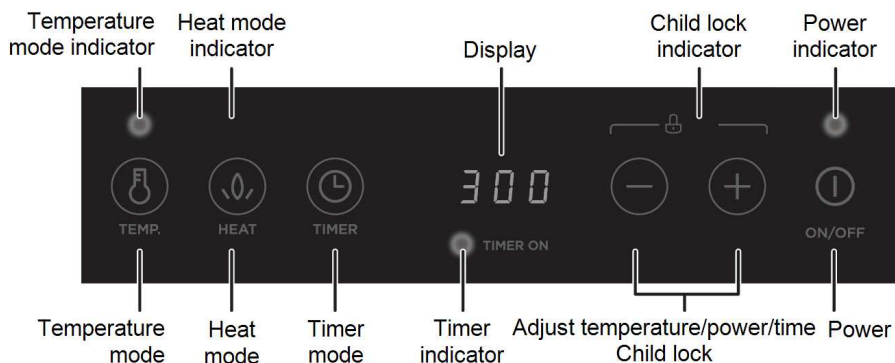 Temperature
mode indicator
Heat mode
indicator
Display
Child lock
indicator
Power
indicator
TEMP.
HEAT
TIMER
300
TIMER ON
ON/OFF
Temperature
mode
Heat
mode
Timer
mode
Timer
indicator
Adjust temperature/power/time
Child lock
Power